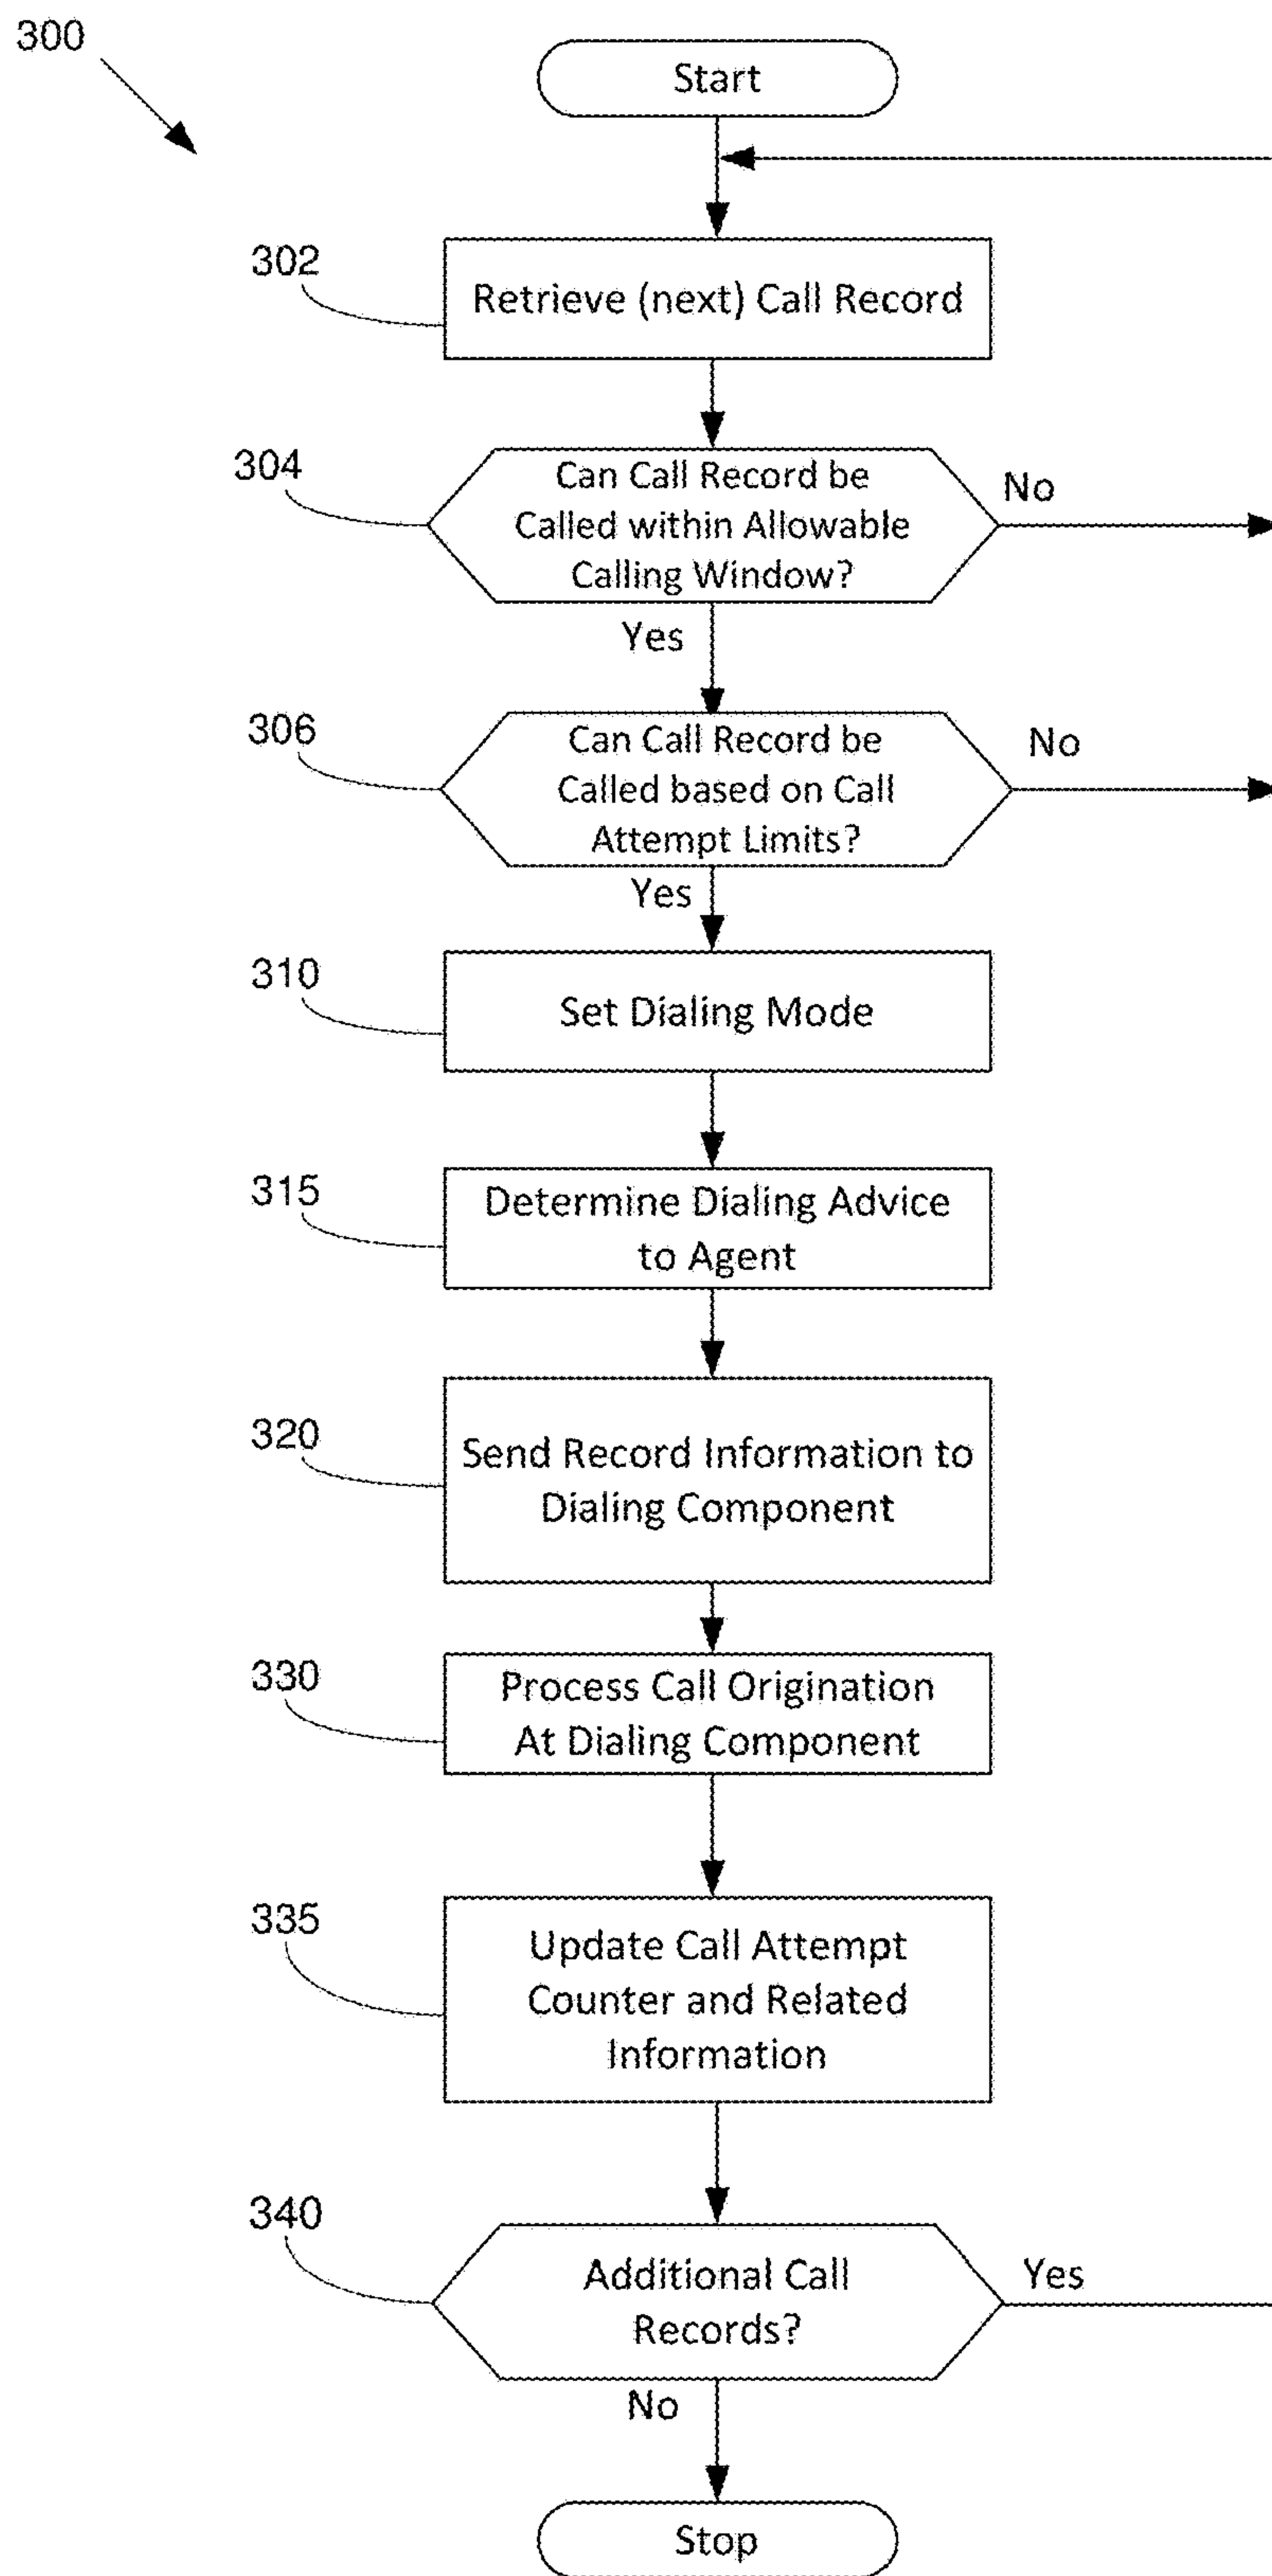 300
Start
302
Retrieve (next) Call Record
304
Can Call Record be
Called within Allowable
Calling Window?
No
Yes
306
Can Call Record be
Called based on Call
Attempt Limits?
No
Yes
310
Set Dialing Mode
315
Determine Dialing Advice
to Agent
320
Send Record Information to
Dialing Component
330
Process Call Origination
At Dialing Component
335
Update Call Attempt
Counter and Related
Information
340
Additional Call
Records?
Yes
No
Stop